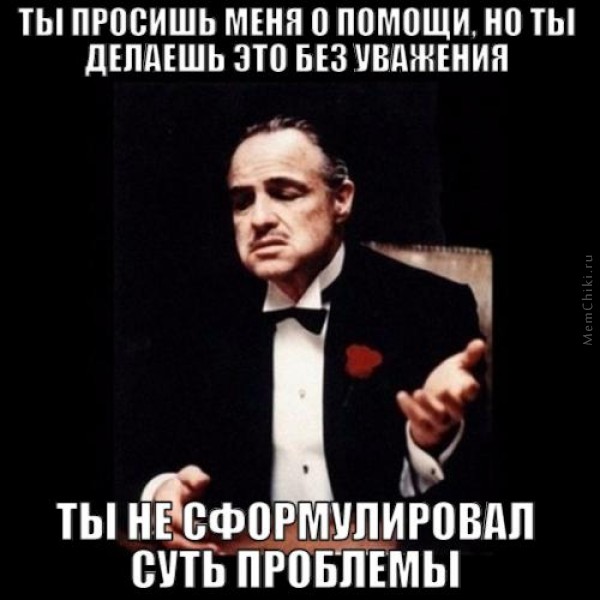 ТЫ ПРОСИШЬ МЕНЯ О ПОМОЩИ, НО ТЫ
ДЕЛАЕШЬ ЭТО БЕЗ УВАЖЕНИЯ
MemChiki.ru
ТЫ НЕ СФОРМУЛИРОВАЛ
СУТЬ ПРОБЛЕМЫ